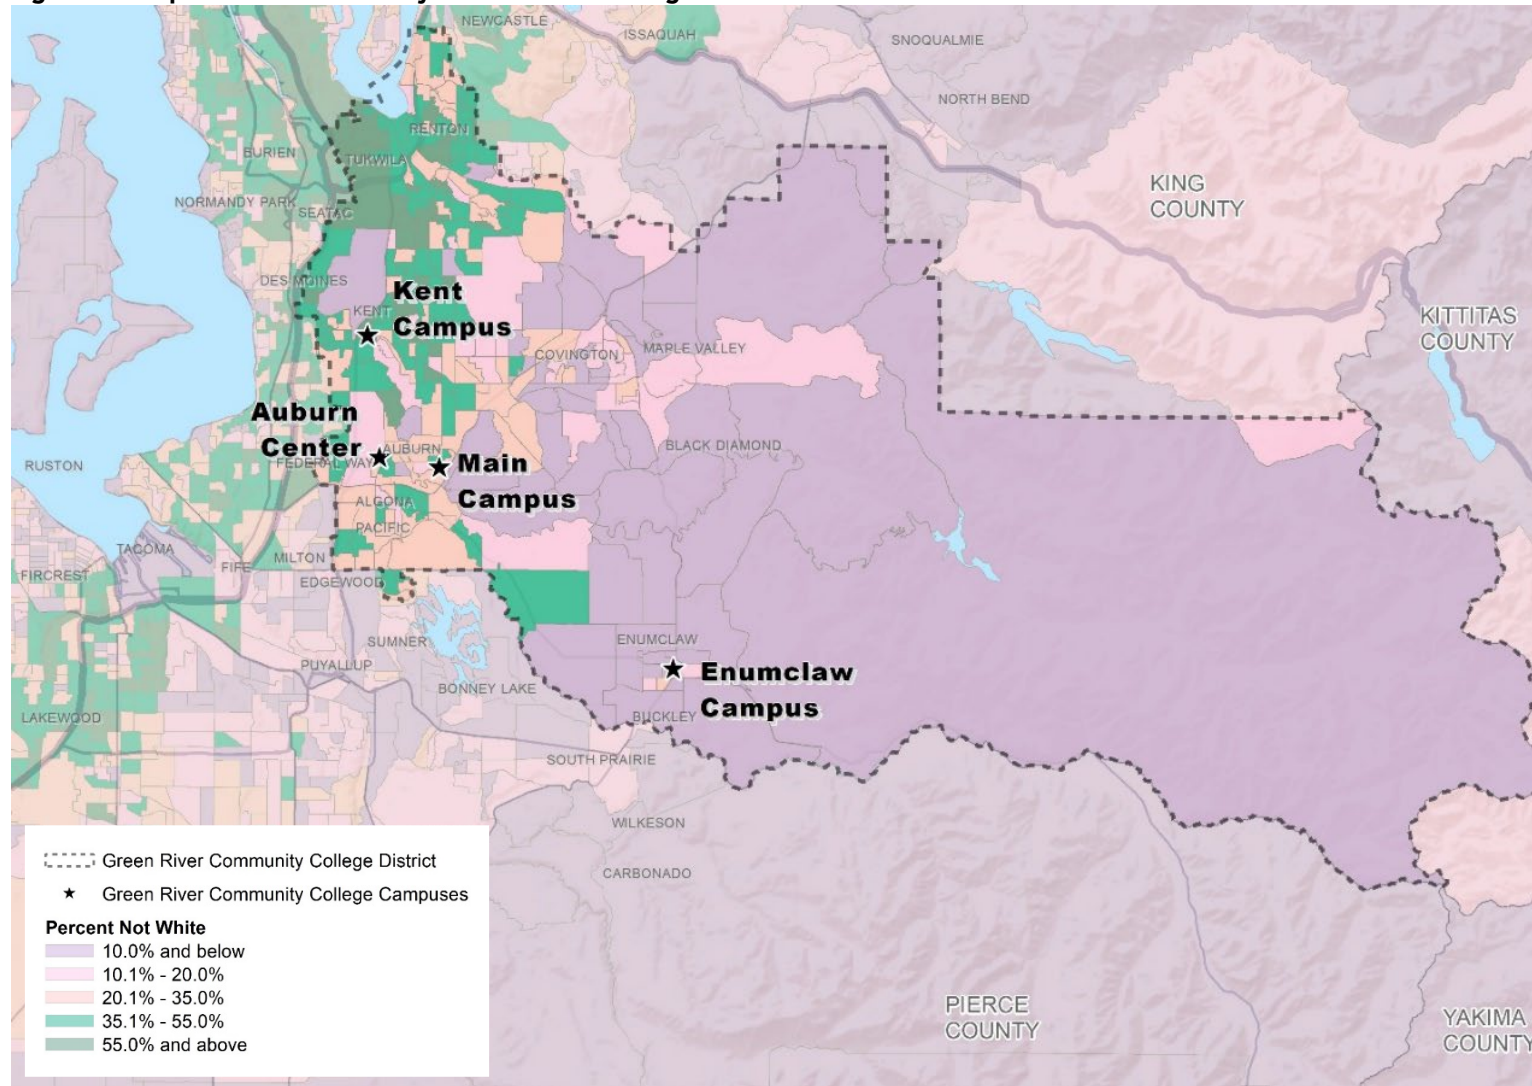 NEWCASTLE
ISSAQUAH
SNOQUALMIE
NORTH BEND
RENTON
BURIEN
TUKWILA
KING
COUNTY
NORMANDY PARK
SEATAC
DES MOINES
Kent
Campus
KENT
KITTITAS
COUNTY
COVINGTON
MAPLE VALLEY
Auburn
Center
AUBURN
BLACK DIAMOND
RUSTON
FEDERAL WAY
Main
Campus
ALGONA
PACIFIC
TACOMA
MILTON
FIFE
FIRCREST
EDGEWOOD
SUMNER
ENUMCLAW
PUYALLUP
Enumclaw
Campus
BONNEY LAKE
LAKEWOOD
BUCKLEY
SOUTH PRAIRIE
WILKESON
CARBONADO
PIERCE
COUNTY
YAKIMA
COUNTY
Green River Community College District
Green River Community College Campuses
Percent Not White
10.0% and below
10.1% - 20.0%
20.1% - 35.0%
35.1% - 55.0%
55.0% and above